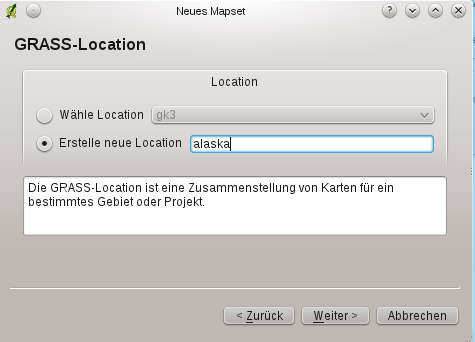 Neues Mapset
GRASS-Location
Location
Wähle Location gk3
Erstelle neue Location alaska
Die GRASS-Location ist eine Zusammenstellung von Karten für ein
bestimmtes Gebiet oder Projekt.
< Zurück Weiter > Abbrechen